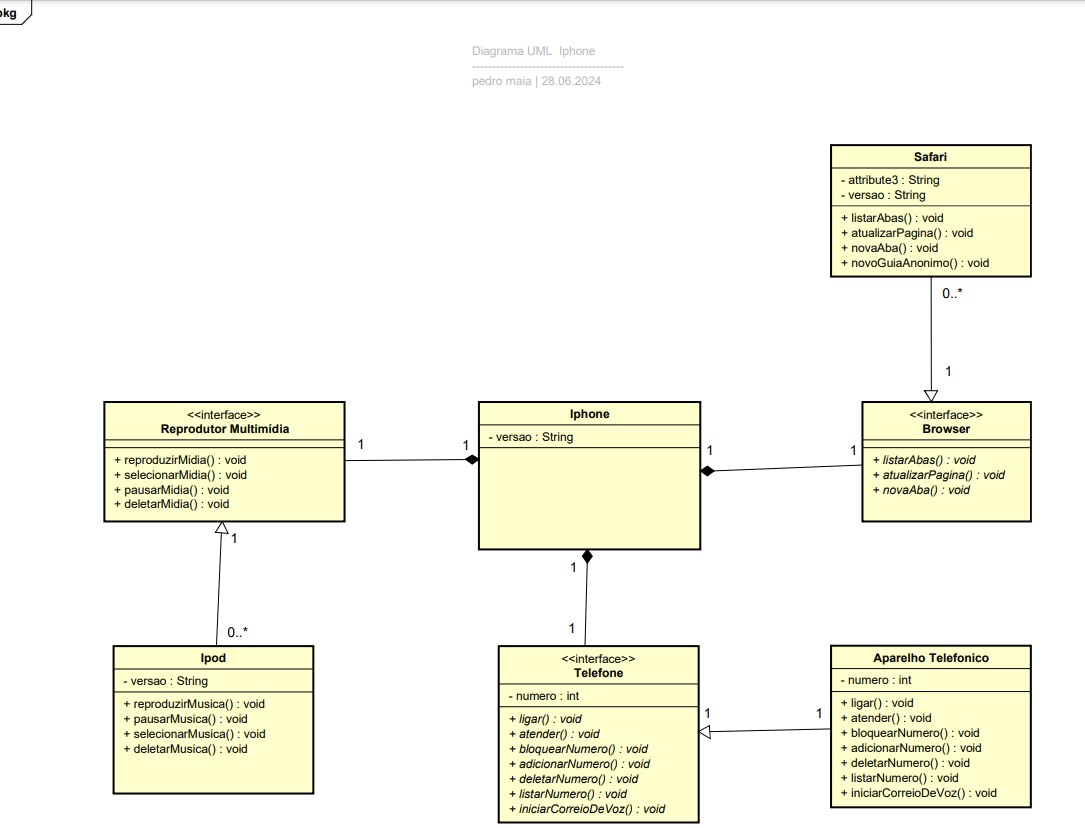 pkg
Diagrama UML Iphone
--------------------------------------
pedro maia | 28.06.2024
Safari
- attribute3 : String
- versao : String
+ listarAbas() : void
+ atualizarPagina() : void
+ novaAba() : void
+ novoGuiaAnonimo() : void
0..*
1
<<interface>>
Reprodutor Multimídia
+ reproduzirMidia() : void
+ selecionarMidia() : void
+ pausarMidia() : void
+ deletarMidia() : void
1
1
Iphone
- versao : String
1
1
<<interface>>
Browser
+ listarAbas() : void
+ atualizarPagina() : void
+ novaAba() : void
1
0..*
1
1
Ipod
- versao : String
+ reproduzirMusica() : void
+ pausarMusica() : void
+ selecionarMusica() : void
+ deletarMusica() : void
<<interface>>
Telefone
- numero : int
+ ligar() : void
+ atender() : void
+ bloquearNumero() : void
+ adicionarNumero() : void
+ deletarNumero() : void
+ listarNumero() : void
+ iniciarCorreioDeVoz() : void
1
1
Aparelho Telefonico
- numero : int
+ ligar() : void
+ atender() : void
+ bloquearNumero() : void
+ adicionarNumero() : void
+ deletarNumero() : void
+ listarNumero() : void
+ iniciarCorreioDeVoz() : void